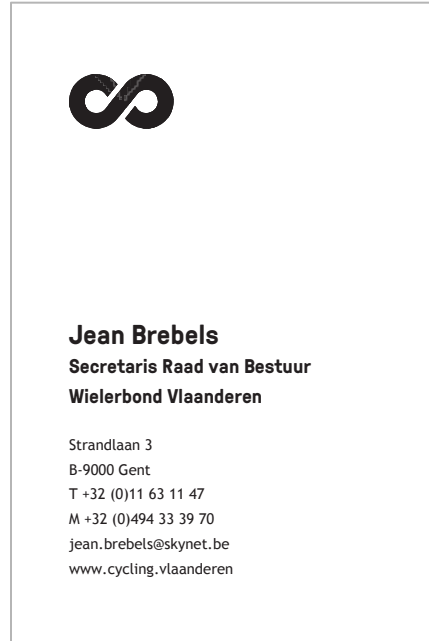 Jean Brebels
Secretaris Raad van Bestuur
Wielerbond Vlaanderen
Strandlaan 3
B-9000 Gent
T +32 (0)11 63 11 47
M +32 (0)494 33 39 70
jean.brebels@skynet.be
www.cycling.vlaanderen